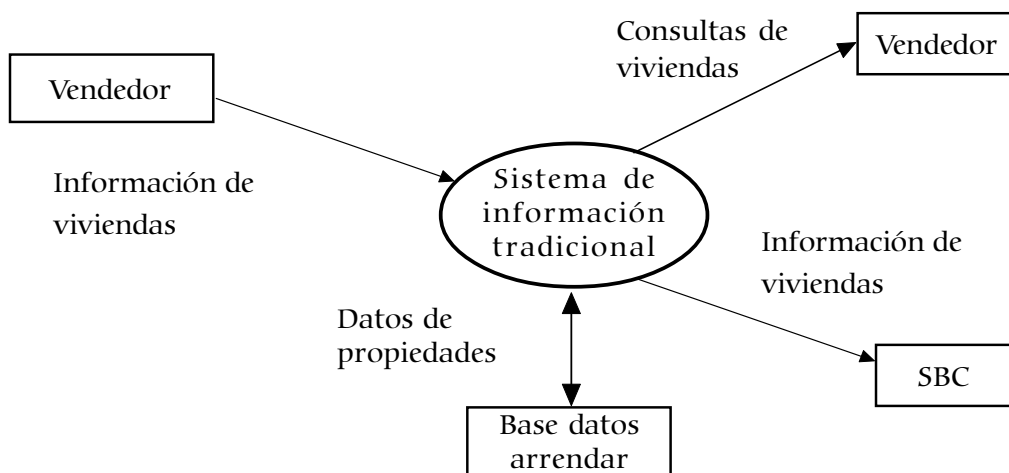 Consultas de
viviendas
Vendedor
Vendedor
Información de
viviendas
Sistema de
información
tradicional
Información de
viviendas
Datos de
propiedades
SBC
Base datos
arrendar